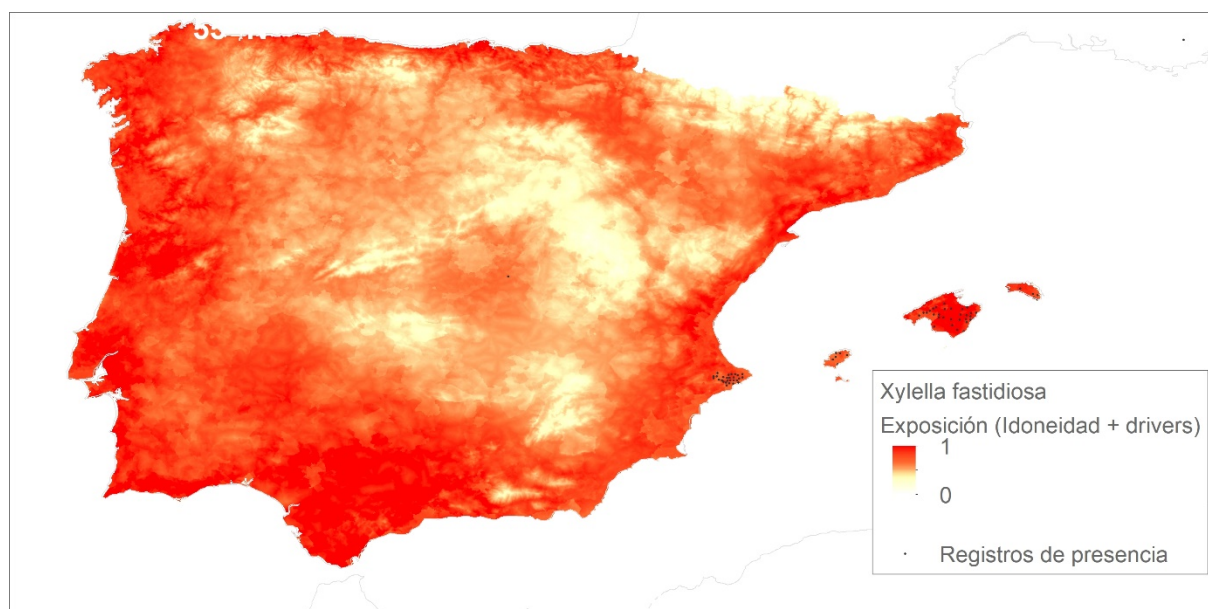 Xylella fastidiosa
Exposición (Idoneidad + drivers)
1
0
Registros de presencia